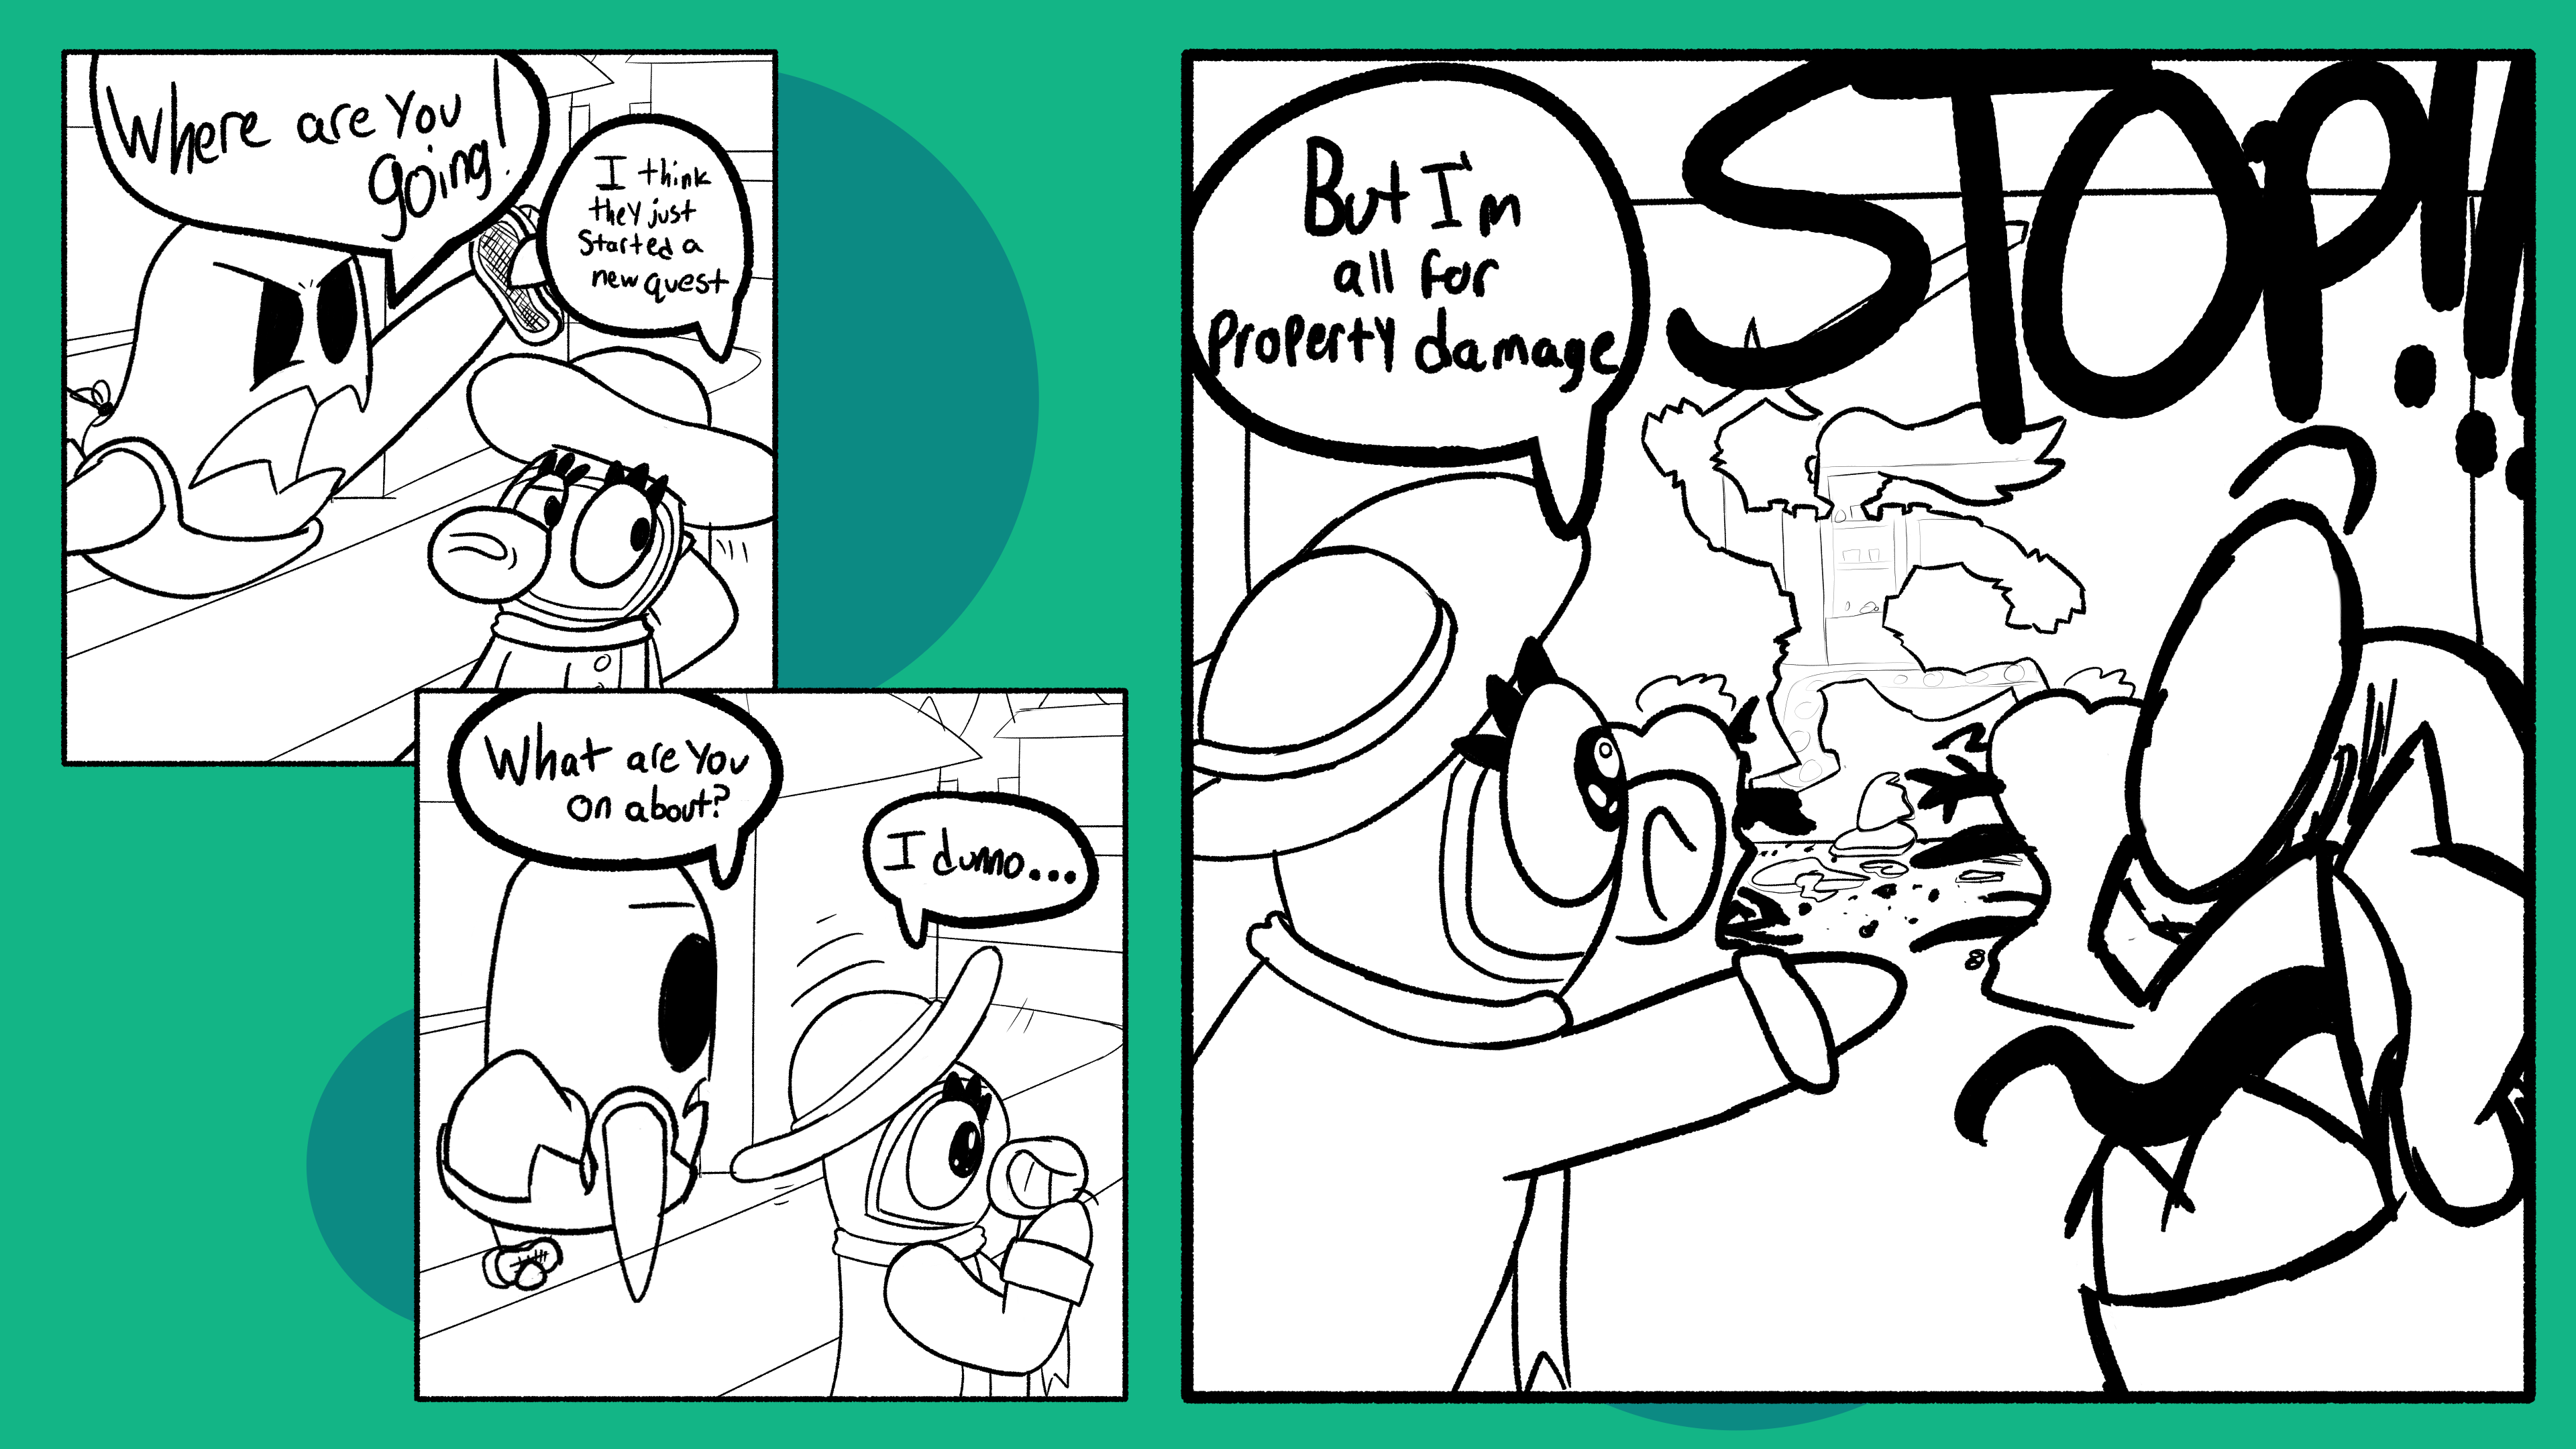 Where are you
going!
I think
they just
started a
new quest
What are you
on about?
I dunno...
But I'm
all for
property damage
STOP!!!